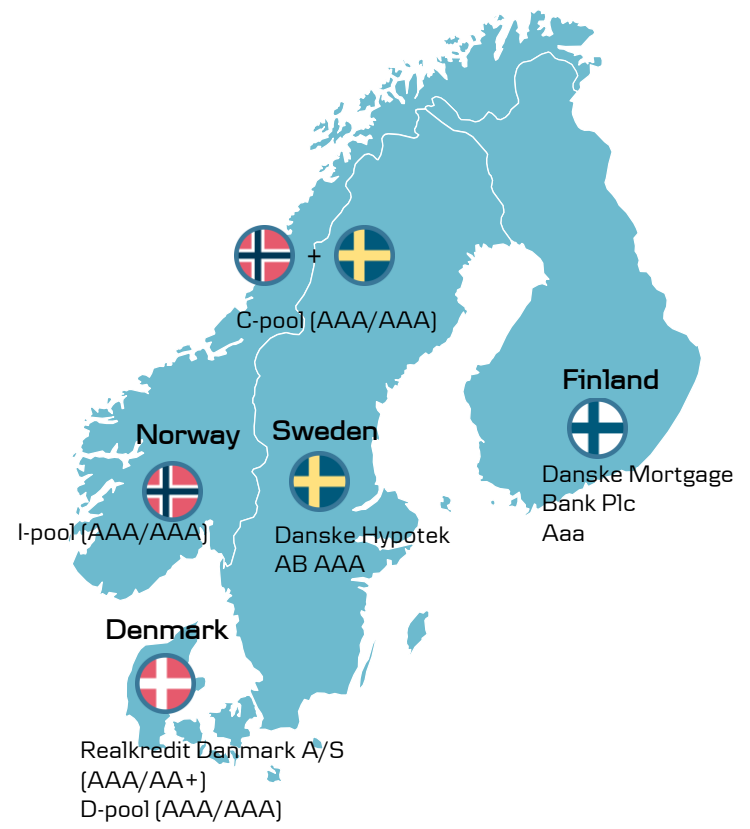 +
C-pool (AAA/AAA)
Finland
Danske Mortgage
Bank Plc
Aaa
Norway
I-pool (AAA/AAA)
Sweden
Danske Hypotek
AB AAA
Denmark
Realkredit Danmark A/S
(AAA/AA+)
D-pool (AAA/AAA)